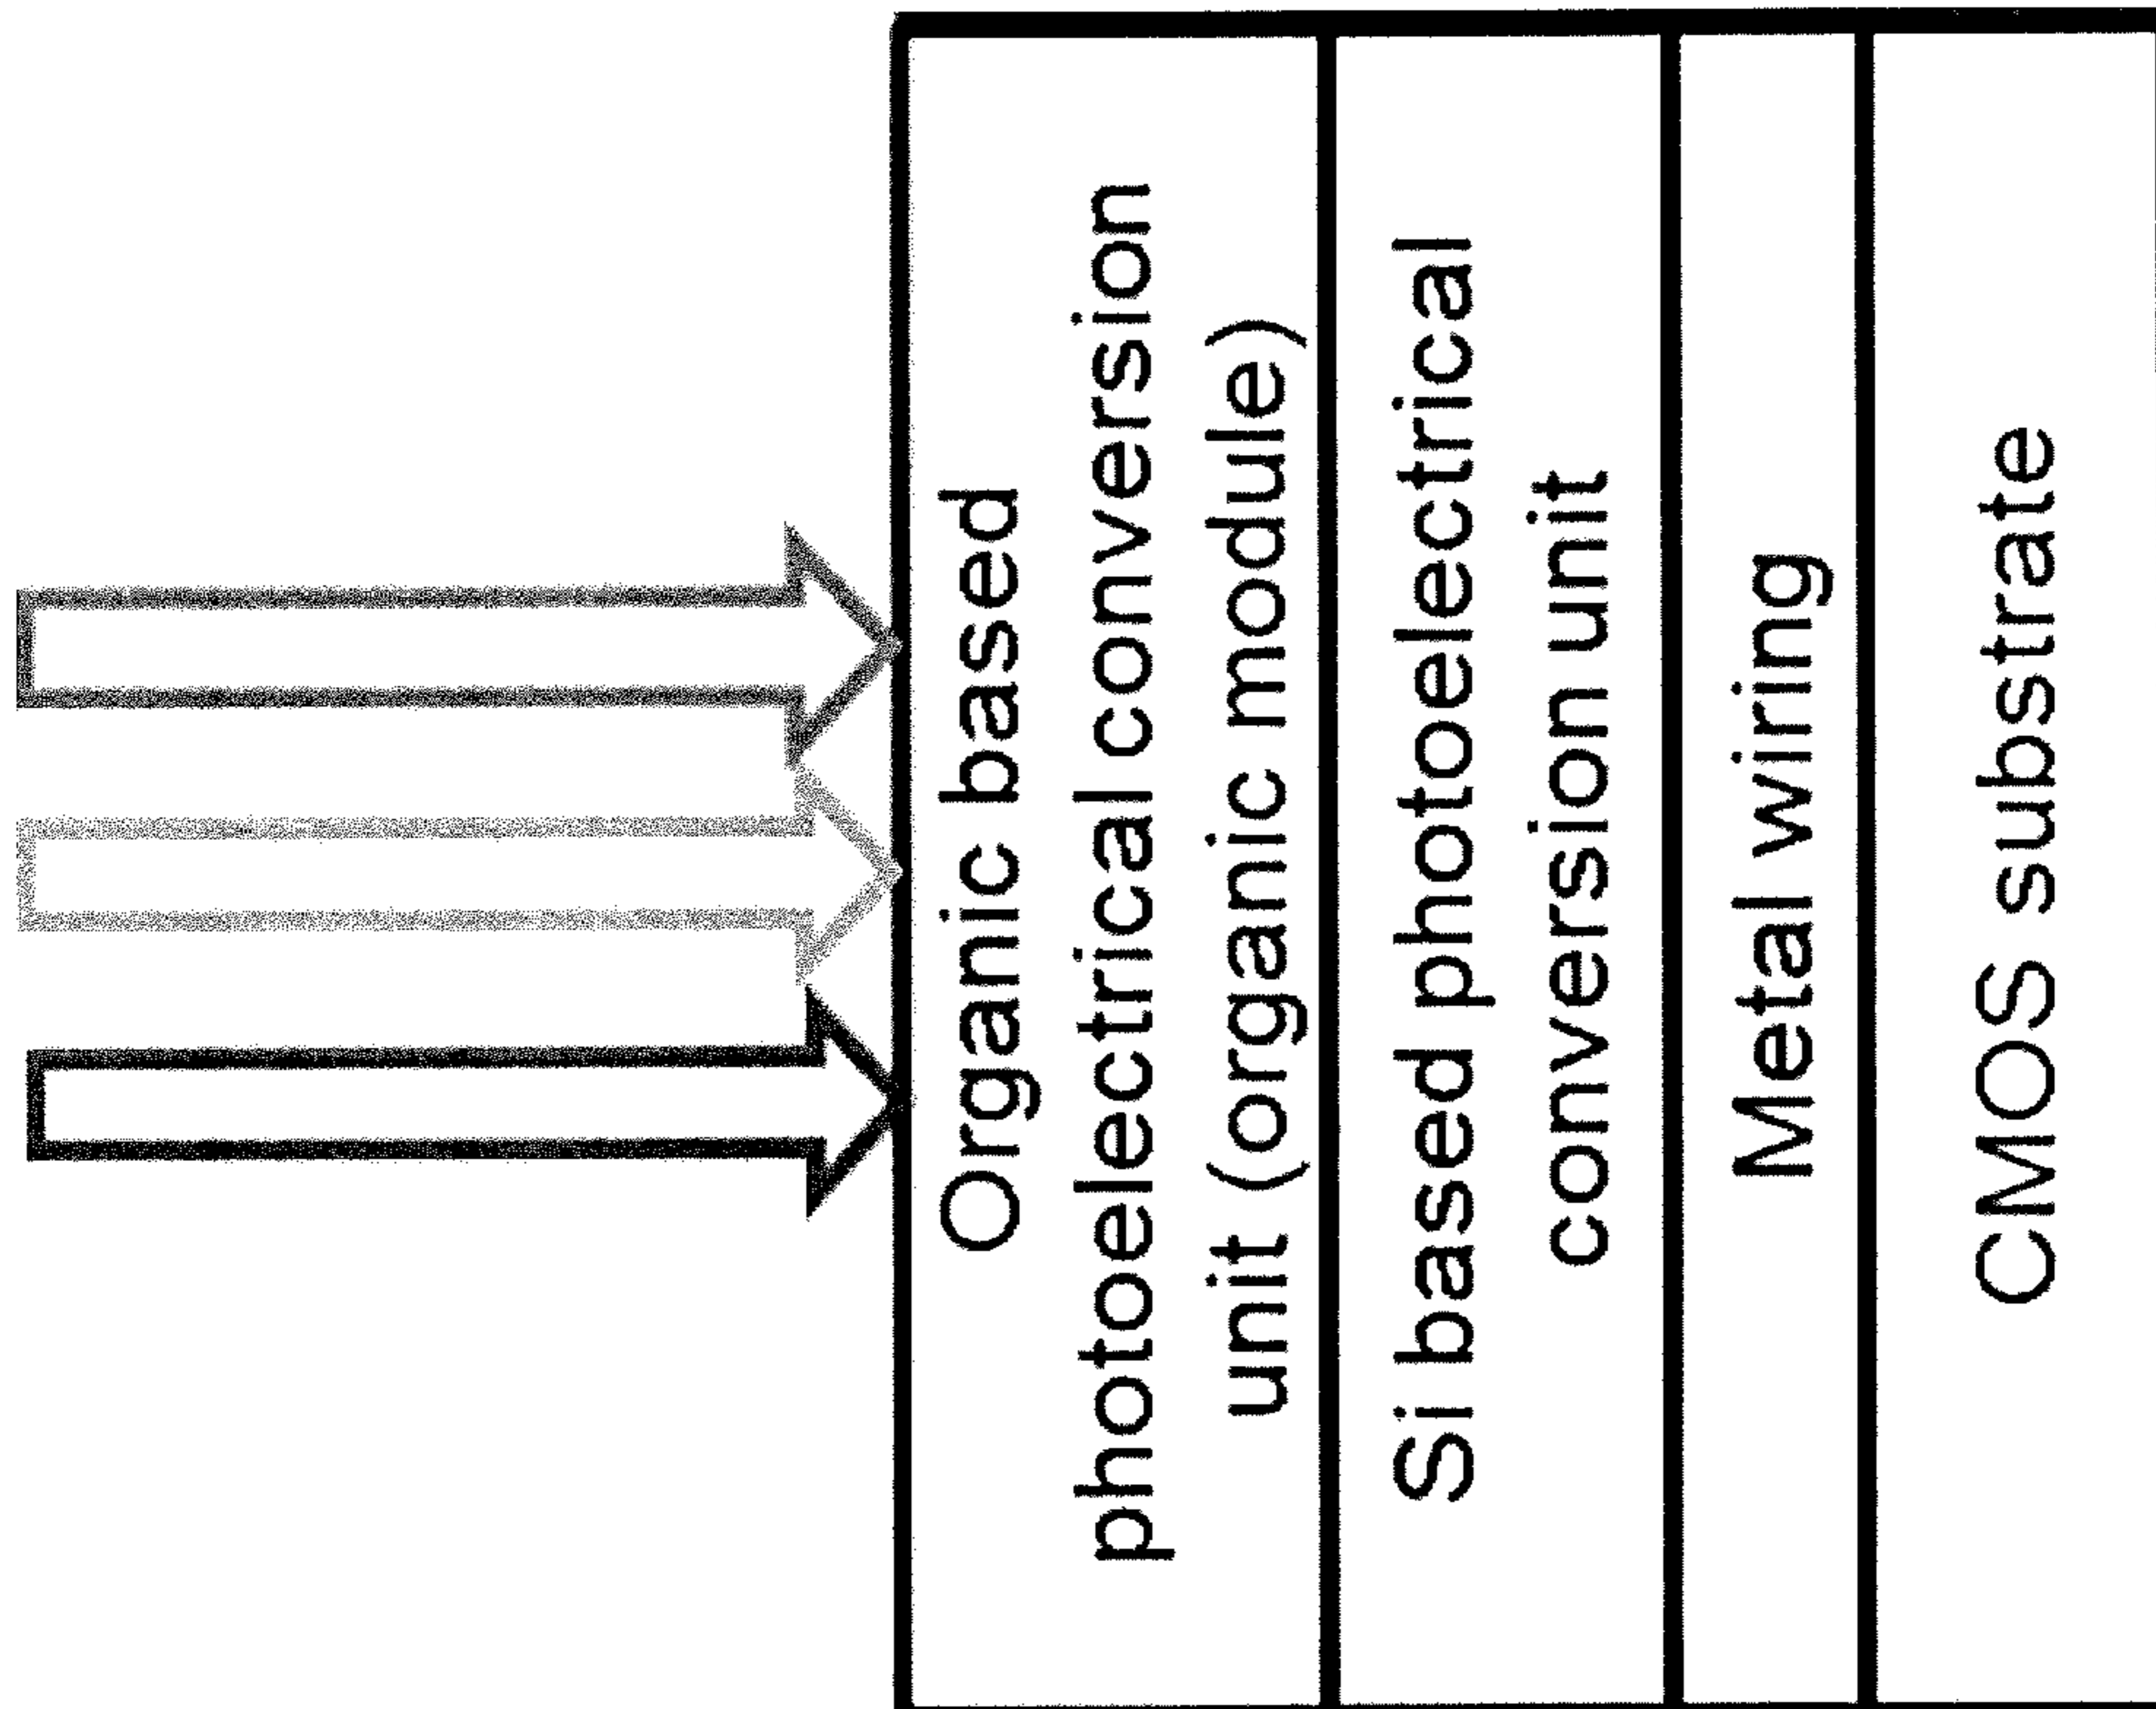 Organic based
photoelectrical conversion
unit (organic module)
Si based photoelectrical
conversion unit
Metal wiring
CMOS substrate